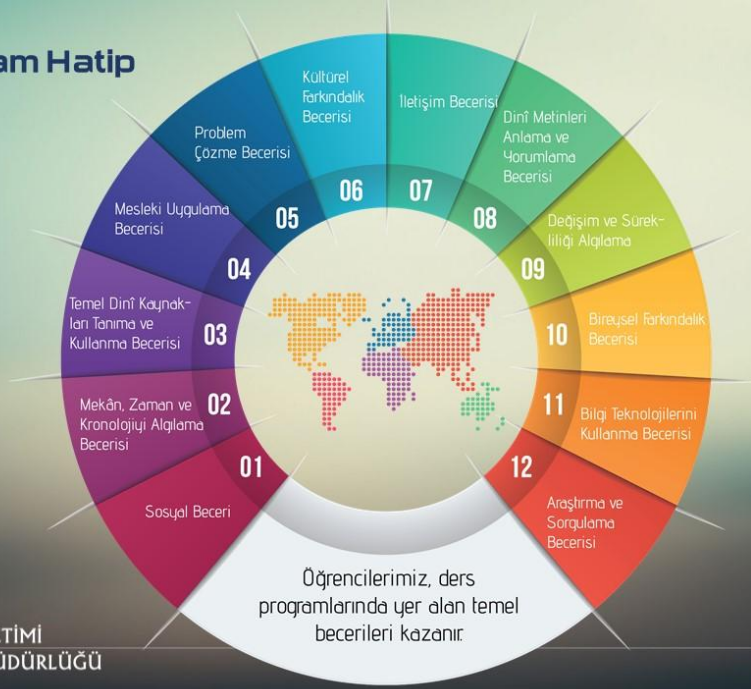 am Hatip
01
Sosyal Beceri
02
Mekân, Zaman ve
Kronolojiyi Algılama
Becerisi
03
Temel Dinî Kaynak-
ları Tanıma ve
Kullanma Becerisi
04
Mesleki Uygulama
Becerisi
05
Problem
Çözme Becerisi
06
Kültürel
Farkındalık
Becerisi
07
İletişim Becerisi
08
Dinî Metinleri
Anlama ve
Yorumlama
Becerisi
09
Değişim ve Sürek-
liliği Algılama
10
Bireysel Farkındalık
Becerisi
11
Bilgi Teknolojilerini
Kullanma Becerisi
12
Araştırma ve
Sorgulama
Becerisi
Öğrencilerimiz, ders
programlarında yer alan temel
becerileri kazanır.
ETİMİ
ÜDÜRLÜĞÜ